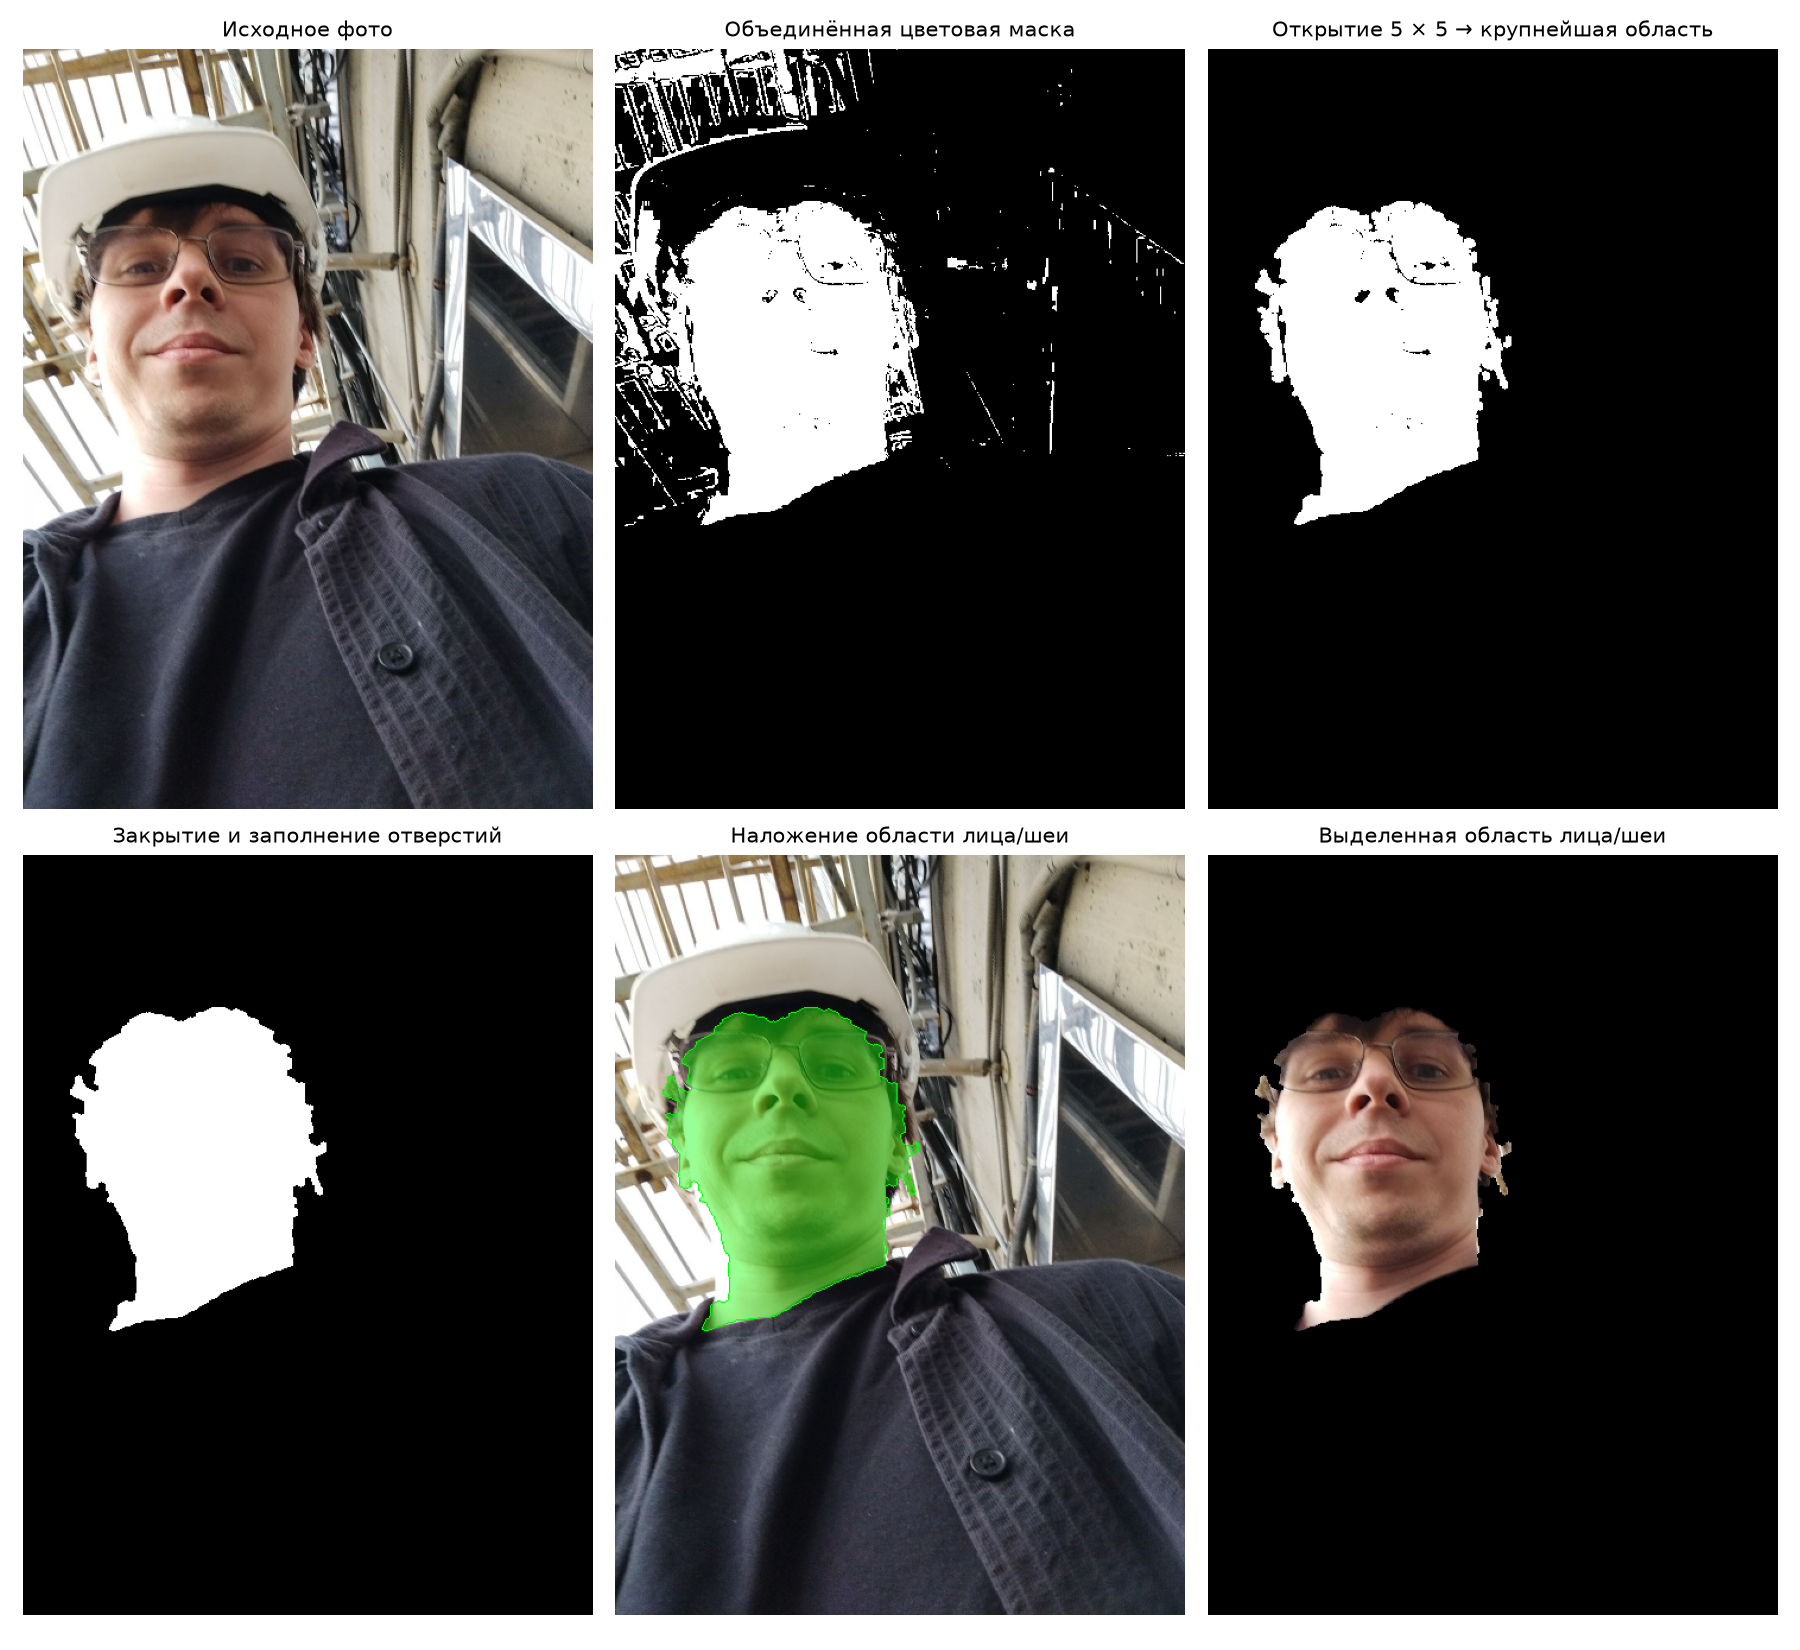 Исходное фото
Объединённая цветовая маска
Открытие 5 × 5 → крупнейшая область
Закрытие и заполнение отверстий
Наложение области лица/шеи
Выделенная область лица/шеи